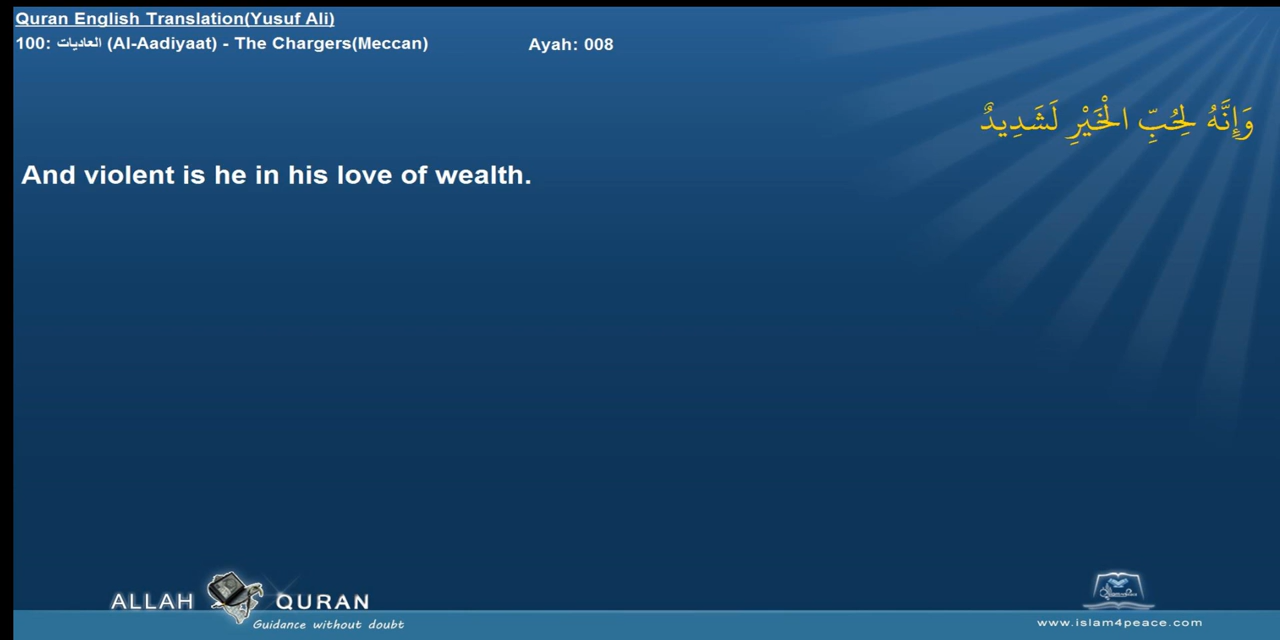 Quran English Translation(Yusuf Ali)
100: العاديات (Al-Aadiyaat) - The Chargers(Meccan) Ayah: 008
وَإِنَّهُ لِحُبِّ الْخَيْرِ لَشَدِيدٌ
And violent is he in his love of wealth.
ALLAH QURAN
Guidance without doubt
www.islam4peace.com